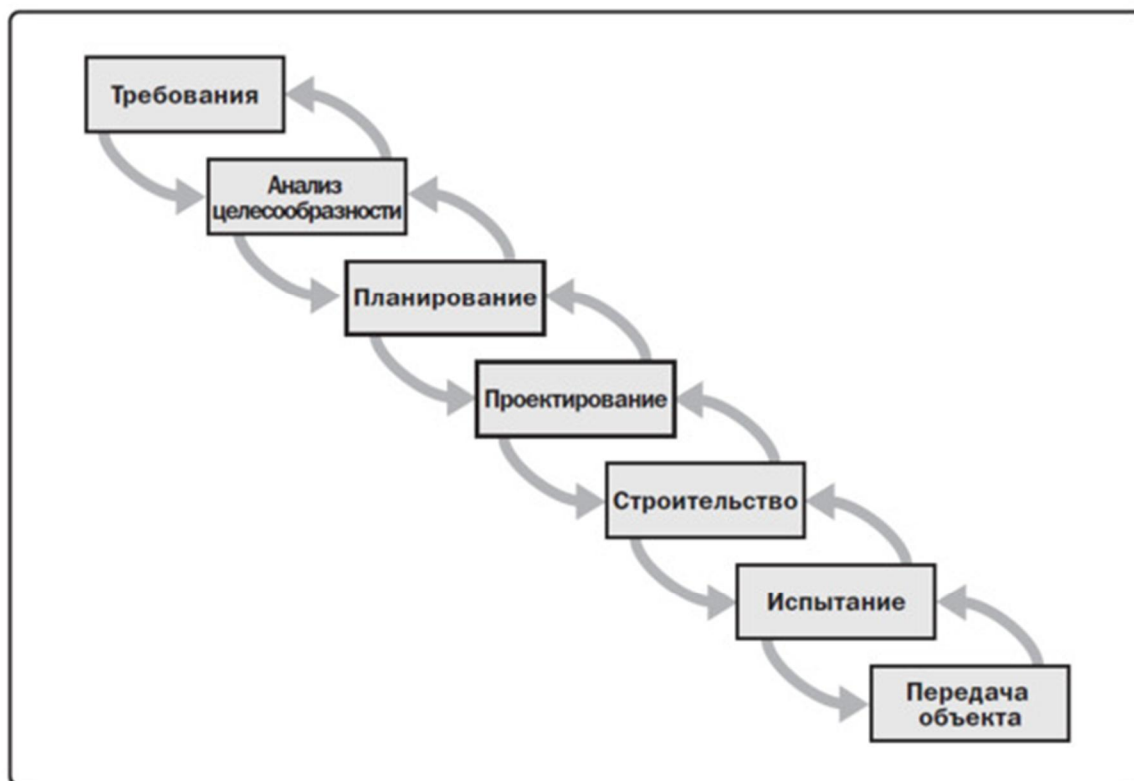 Требования
Анализ
целесообразности
Планирование
Проектирование
Строительство
Испытание
Передача
объекта